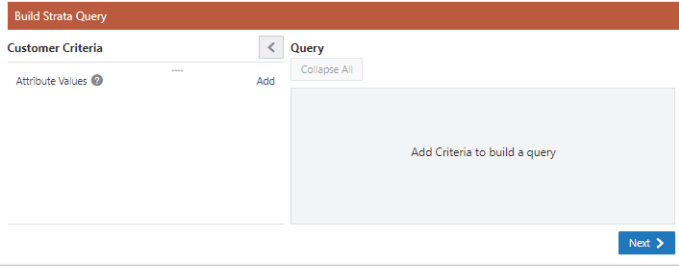 Build Strata Query
Customer Criteria
Query
Collapse All
Attribute Values
Add
Add Criteria to build a query
Next